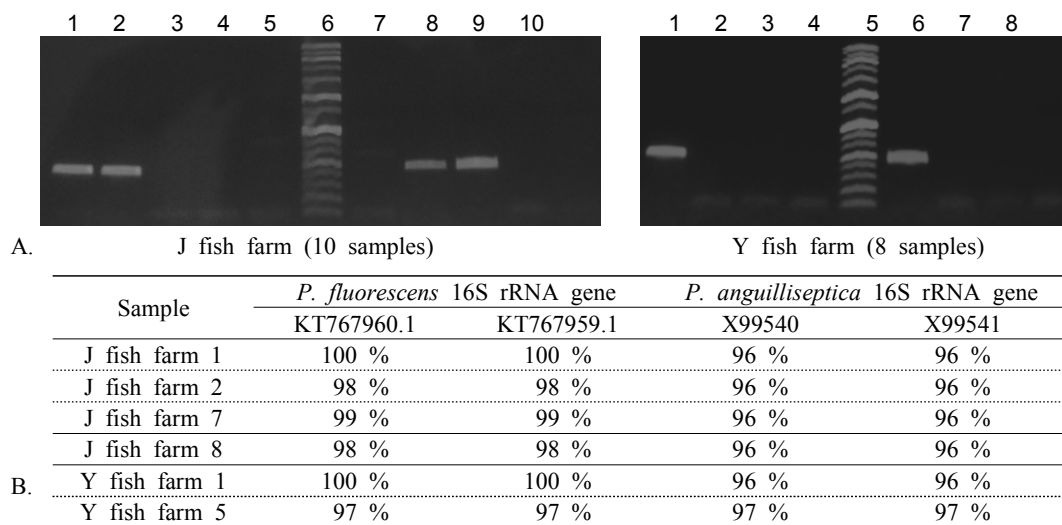 1 2 3 4 5 6 7 8 9 10 1 2 3 4 5 6 7 8
A. J fish farm (10 samples) Y fish farm (8 samples)
Sample P. fluorescens 16S rRNA gene P. anguilliseptica 16S rRNA gene
KT767960.1 KT767959.1 X99540 X99541
J fish farm 1 100 % 100 % 96 % 96 %
J fish farm 2 98 % 98 % 96 % 96 %
J fish farm 7 99 % 99 % 96 % 96 %
J fish farm 8 98 % 98 % 96 % 96 %
B. Y fish farm 1 100 % 100 % 96 % 96 %
Y fish farm 5 97 % 97 % 97 % 97 %